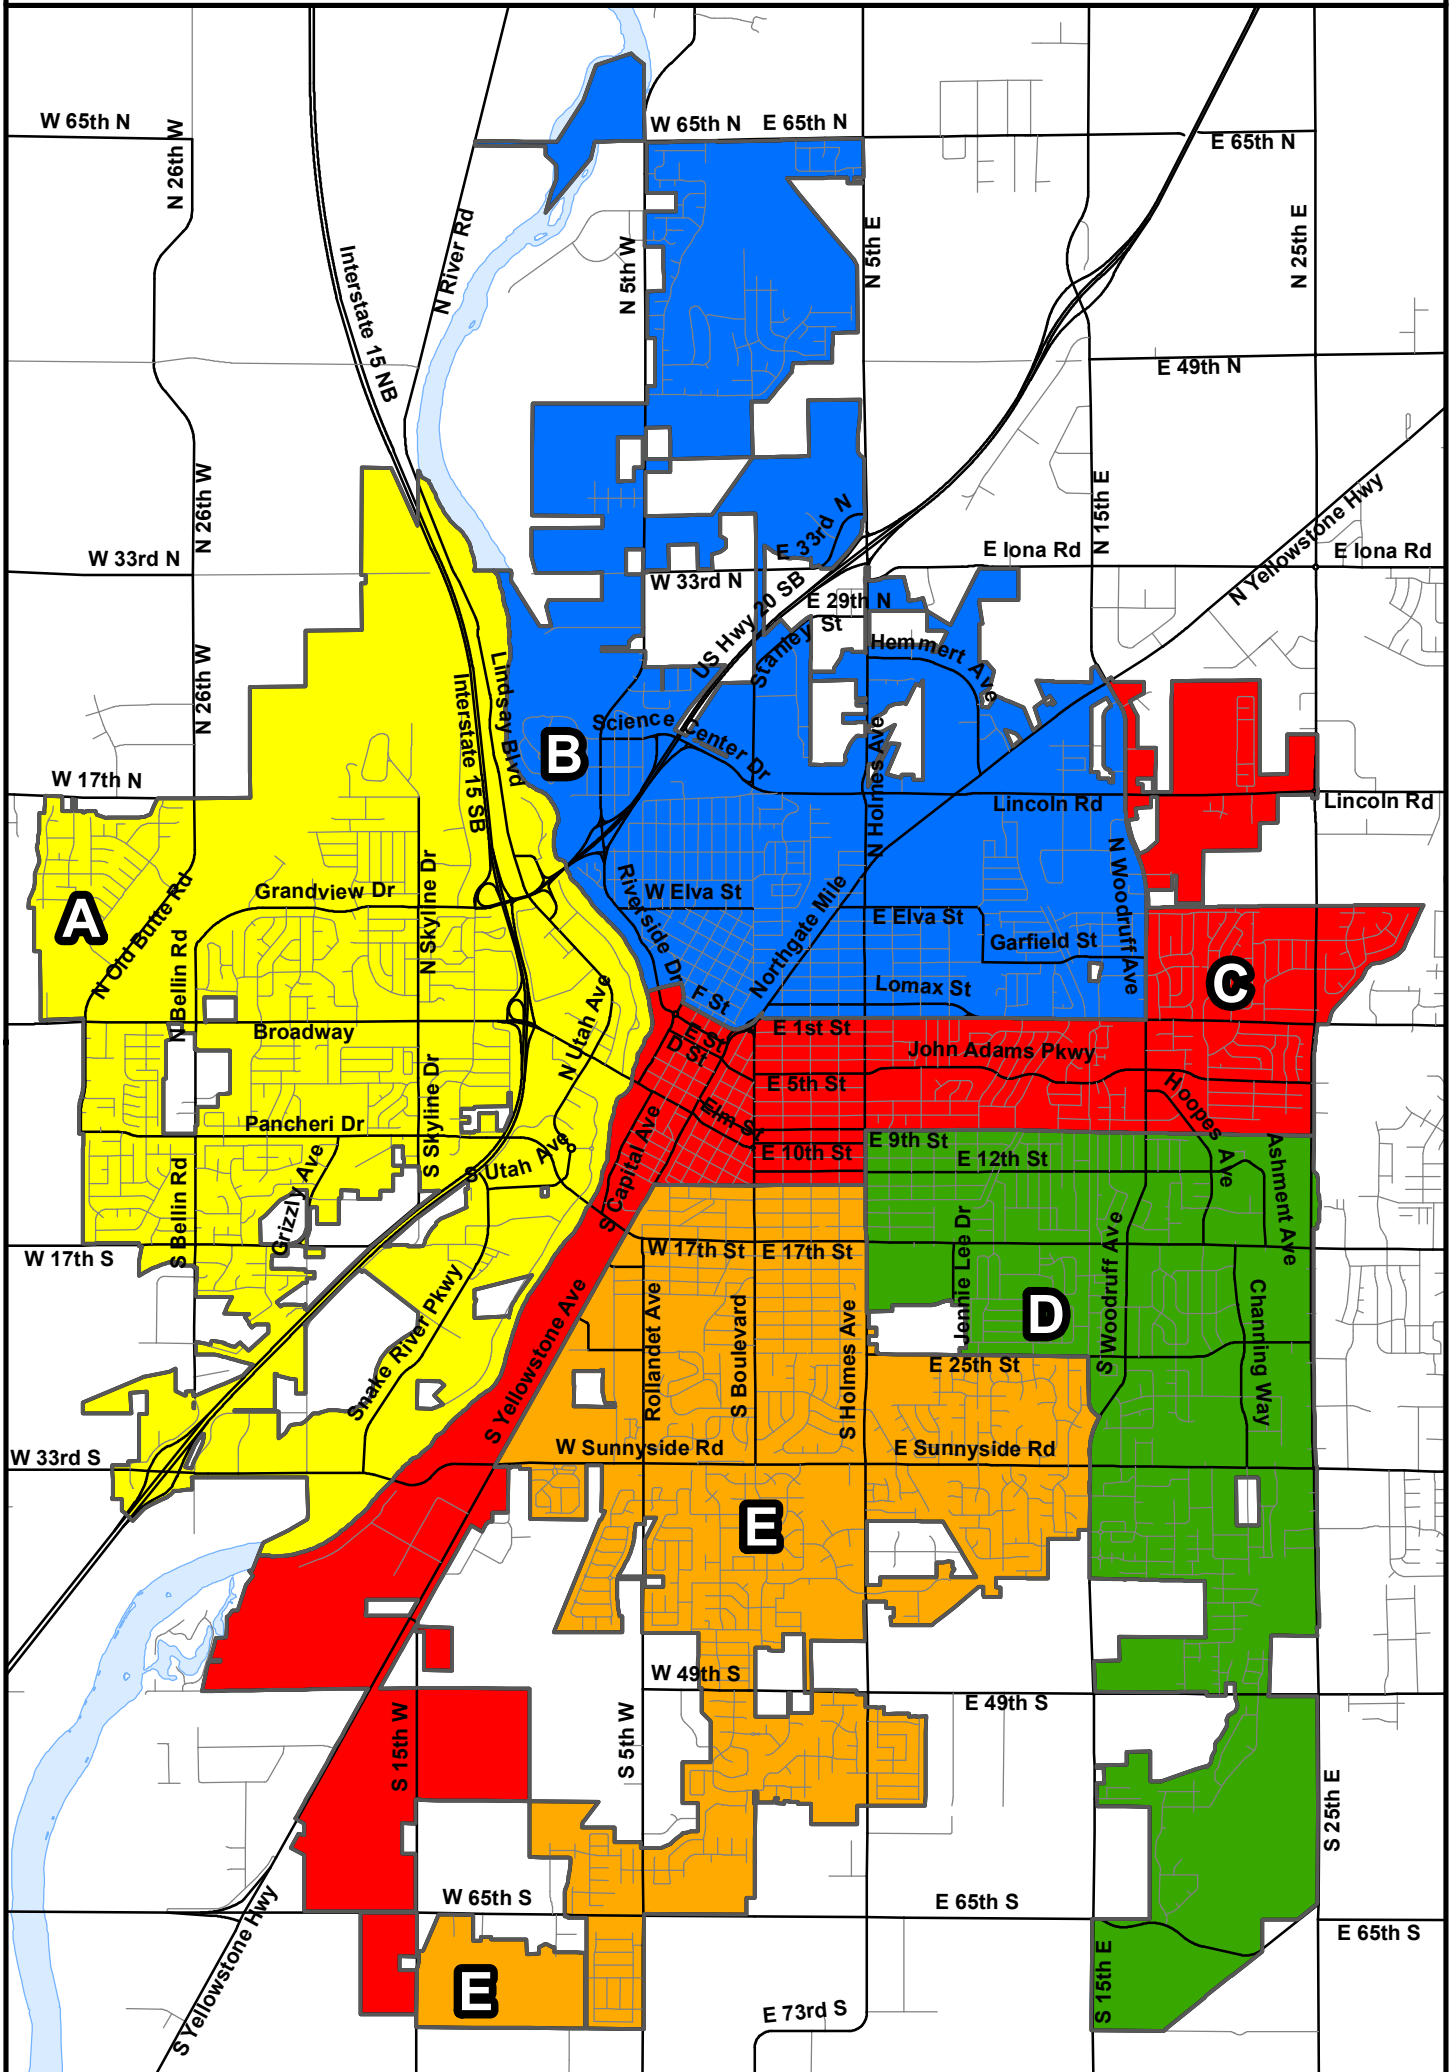 W 65th N
W 65th N
E 65th N
E 65th N
N 26th W
N River Rd
Interstate 15 NB
N 5th W
N 5th E
N 25th E
E 49th N
N 26th W
N 15th E
N Yellowstone Hwy
E 33rd N
W 33rd N
W 33rd N
E Iona Rd
E Iona Rd
US Hwy 20 SB
E 29th N
Stanley St
Hemmert Ave
N 26th W
Interstate 15 SB
Lindsay Blvd
Science Center Dr
B
N Holmes Ave
W 17th N
Lincoln Rd
Lincoln Rd
A
N Old Butte Rd
Grandview Dr
N Skyline Dr
Riverside Dr
W Elva St
Northgate Mile
E Elva St
Garfield St
N Woodruff Ave
N Bellin Rd
N Utah Ave
F St
Lomax St
C
Broadway
E St
D St
E 1st St
John Adams Pkwy
S Skyline Dr
E 5th St
Hoopes Ave
Pancheri Dr
Elm St
S Capital Ave
E 9th St
E 10th St
E 12th St
Ashment Ave
S Utah Ave
S Bellin Rd
Grizzly Ave
W 17th S
W 17th St
E 17th St
Jennie Lee Dr
S Woodruff Ave
D
Channing Way
Snake River Pkwy
S Yellowstone Ave
Rollandet Ave
S Boulevard
S Holmes Ave
E 25th St
W 33rd S
W Sunnyside Rd
E Sunnyside Rd
E
W 49th S
E 49th S
S 15th W
S 5th W
S 25th E
W 65th S
E 65th S
E 65th S
S Yellowstone Hwy
E
S 15th E
E 73rd S